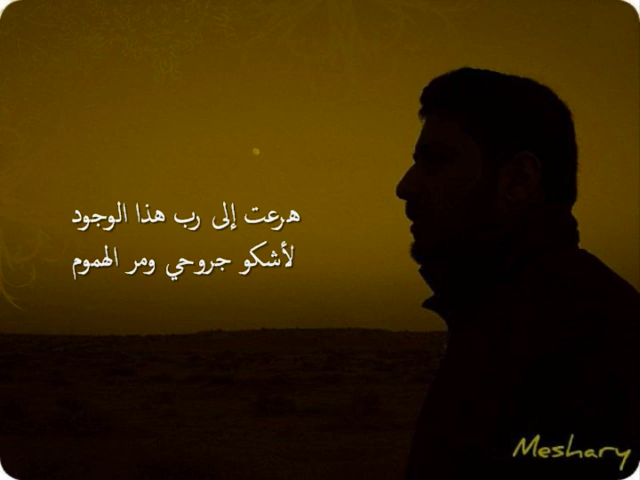 هرعت إلى رب هذا الوجود
لأشكو جروحي ومر الهموم
Meshary